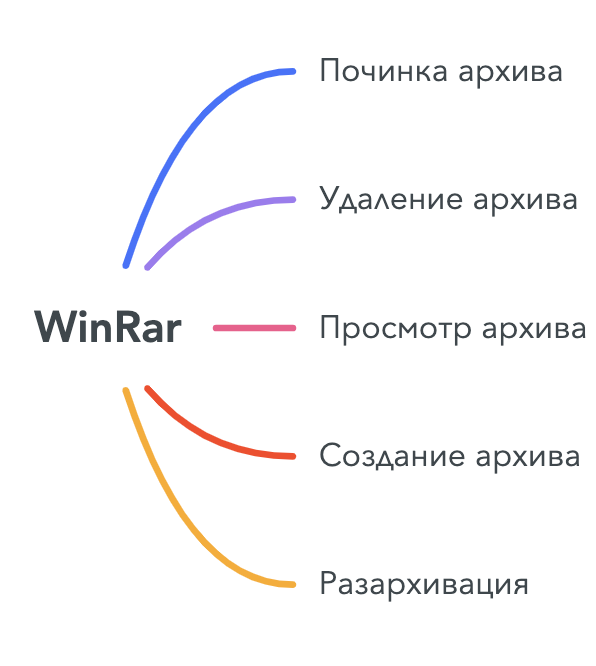 Починка архива
Удаление архива
WinRar
Просмотр архива
Создание архива
Разархивация